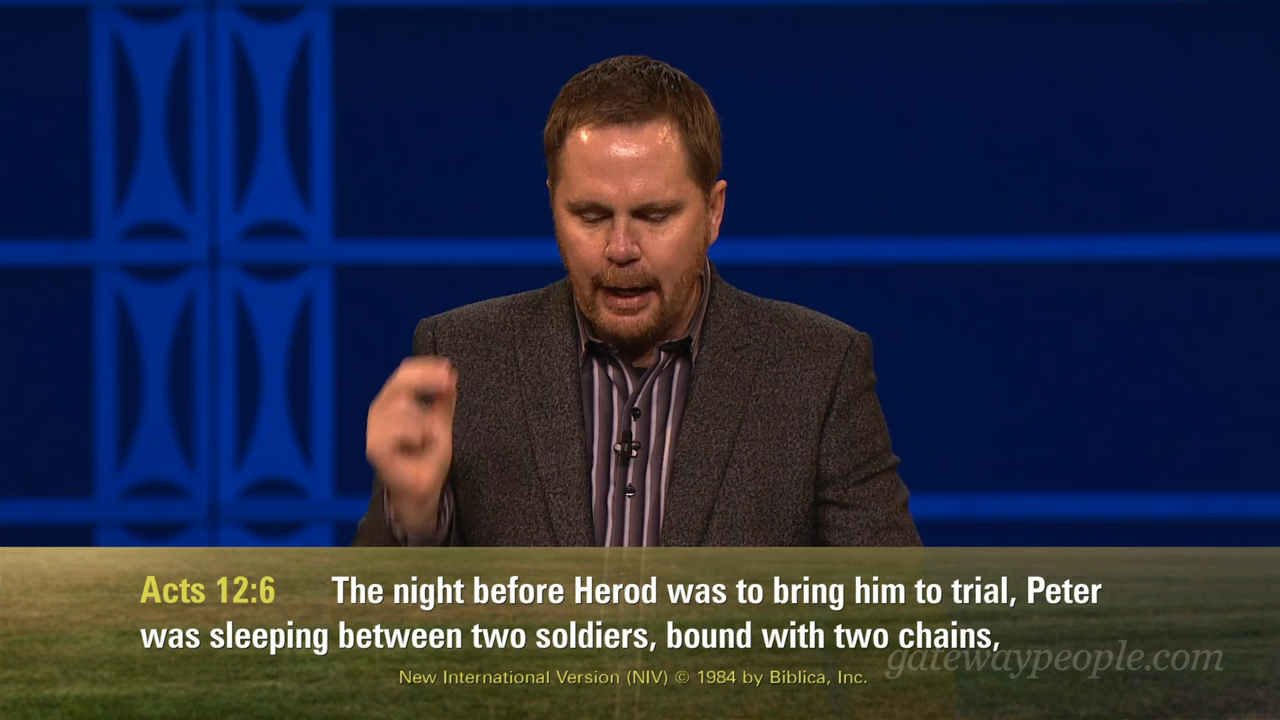 Acts 12:6 The night before Herod was to bring him to trial, Peter
was sleeping between two soldiers, bound with two chains,
gatewaypeople.com
New International Version (NIV) © 1984 by Biblica, Inc.